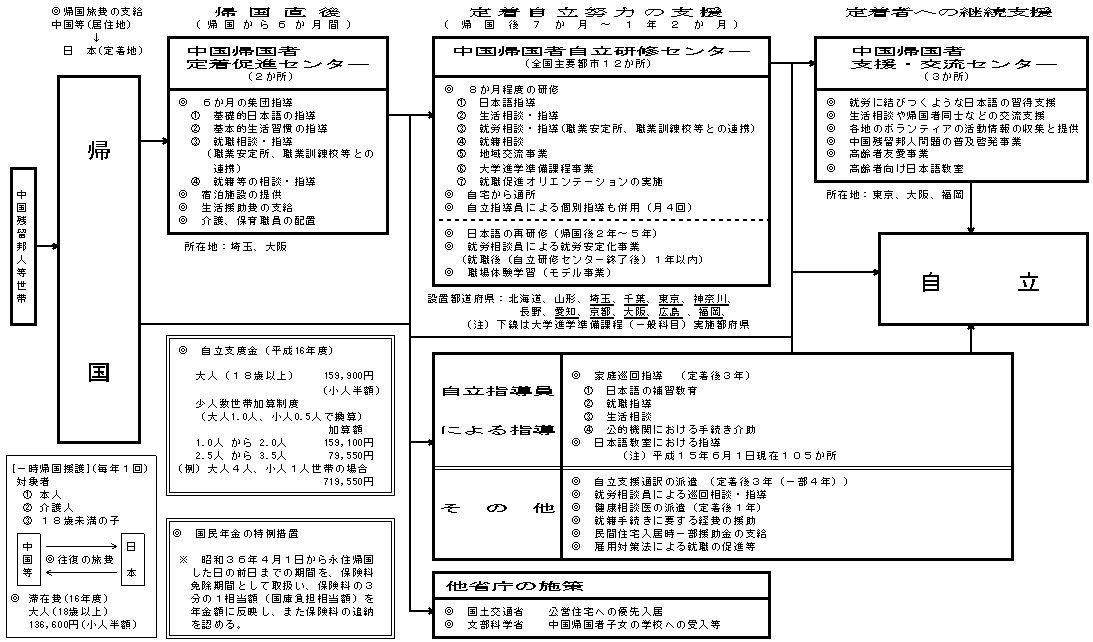 ◎帰国旅費の支給
中国等(居住地)
↓
日　本(定着地)
帰　国　直　後
(帰国から６か月間)
定着自立努力の支援
(帰国後７か月～１年２か月)
定着者への継続支援
中国残留邦人等世帯
帰
国
中国帰国者
定着促進センター
(２か所)
◎　６か月の集団指導
①　基礎的日本語の指導
②　基本的生活習慣の指導
③　就職相談・指導
(職業安定所、職業訓練校等との
連携)
④　就籍等の相談・指導
◎　宿泊施設の提供
◎　生活援助費の支給
◎　介護、保育職員の配置
所在地：埼玉、大阪
中国帰国者自立研修センター
(全国主要都市１２か所)
◎　８か月程度の研修
①　日本語指導
②　生活相談・指導
③　就労相談・指導(職業安定所、職業訓練校等との連携)
④　就籍相談
⑤　地域交流事業
⑥　大学進学準備課程事業
⑦　就職促進オリエンテーションの実施
◎　自宅から通所
◎　自立指導員による個別指導も併用（月４回）
◎　日本語の再研修（帰国後２年～５年）
◎　就労相談員による就労安定化事業
(就職後（自立研修センター終了後）１年以内)
◎　職場体験学習（モデル事業）
設置都道府県：北海道、山形、埼玉、千葉、東京、神奈川、
長野、愛知、京都、大阪、広島、福岡、
（注）下線は大学進学準備課程（一般科目）実施都府県
中国帰国者
支援・交流センター
(３か所)
◎　就労に結びつくような日本語の習得支援
◎　生活相談や帰国者同士などの交流支援
◎　各地のボランティアの活動情報の収集と提供
◎　中国残留邦人問題の普及啓発事業
◎　高齢者友愛事業
◎　高齢者向け日本語教室
所在地：東京、大阪、福岡
自　　立
◎　自立支度金（平成16年度）
大人（１８歳以上）　159,900円
(小人半額)
少人数世帯加算制度
（大人1.0人、小人0.5人で換算）
加算額
1.0人 から 2.0人　159,100円
2.5人 から 3.5人　79,550円
（例）大人４人、小人１人世帯の場合
719,550円
◎　国民年金の特例措置
※　昭和３６年４月１日から永住帰国
した日の前日までの期間を、保険料
免除期間として取扱い、保険料の３
分の１相当額（国庫負担相当額）を
年金額に反映し、また保険料の追納
を認める。
[一時帰国援護](毎年１回)
対象者
①　本人
②　介護人
③　１８歳未満の子
中国等
◎往復の旅費
日本
◎　滞在費(16年度)
大人(18歳以上)
136,600円(小人半額)
自立指導員
による指導
◎　家庭巡回指導　（定着後３年）
①　日本語の補習教育
②　就職指導
③　生活相談
④　公的機関における手続き介助
◎　日本語教室における指導
（注）平成１５年６月１日現在１０５か所
そ　の　他
◎　自立支援通訳の派遣　（定着後３年（一部４年））
◎　就労相談員による巡回相談・指導
◎　健康相談医の派遣（定着後１年）
◎　就籍手続きに要する経費の援助
◎　民間住宅入居時一部援助金の支給
◎　雇用対策法による就職の促進等
他省庁の施策
◎　国土交通省　公営住宅への優先入居
◎　文部科学省　中国帰国者子女の学校への受入等